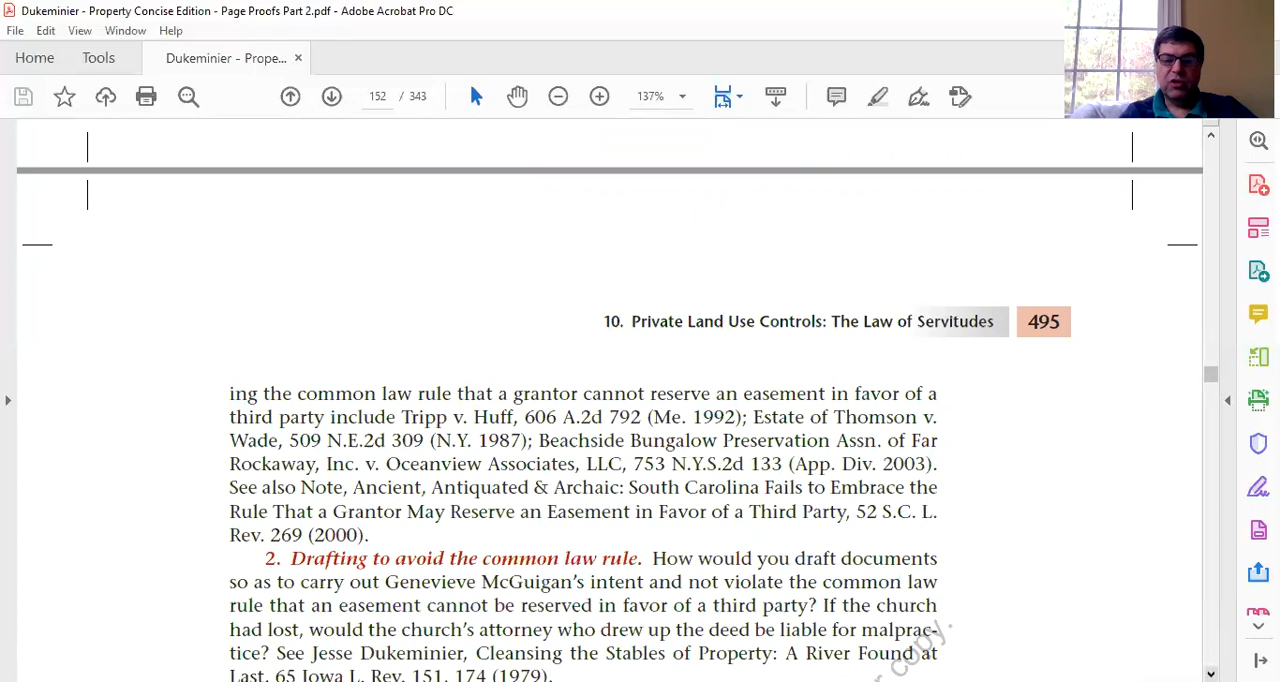 Dukeminier - Property Concise Edition - Page Proofs Part 2.pdf - Adobe Acrobat Pro DC
File Edit View Window Help
Home Tools Dukeminier - Prope... ×
152 / 343 137%
10. Private Land Use Controls: The Law of Servitudes 495
ing the common law rule that a grantor cannot reserve an easement in favor of a
third party include Tripp v. Huff, 606 A.2d 792 (Me. 1992); Estate of Thomson v.
Wade, 509 N.E.2d 309 (N.Y. 1987); Beachside Bungalow Preservation Assn. of Far
Rockaway, Inc. v. Oceanview Associates, LLC, 753 N.Y.S.2d 133 (App. Div. 2003).
See also Note, Ancient, Antiquated & Archaic: South Carolina Fails to Embrace the
Rule That a Grantor May Reserve an Easement in Favor of a Third Party, 52 S.C. L.
Rev. 269 (2000).
2. Drafting to avoid the common law rule. How would you draft documents
so as to carry out Genevieve McGuigan's intent and not violate the common law
rule that an easement cannot be reserved in favor of a third party? If the church
had lost, would the church's attorney who drew up the deed be liable for malprac-
tice? See Jesse Dukeminier, Cleansing the Stables of Property: A River Found at
Last, 65 Iowa L. Rev. 151, 174 (1979).
copy.